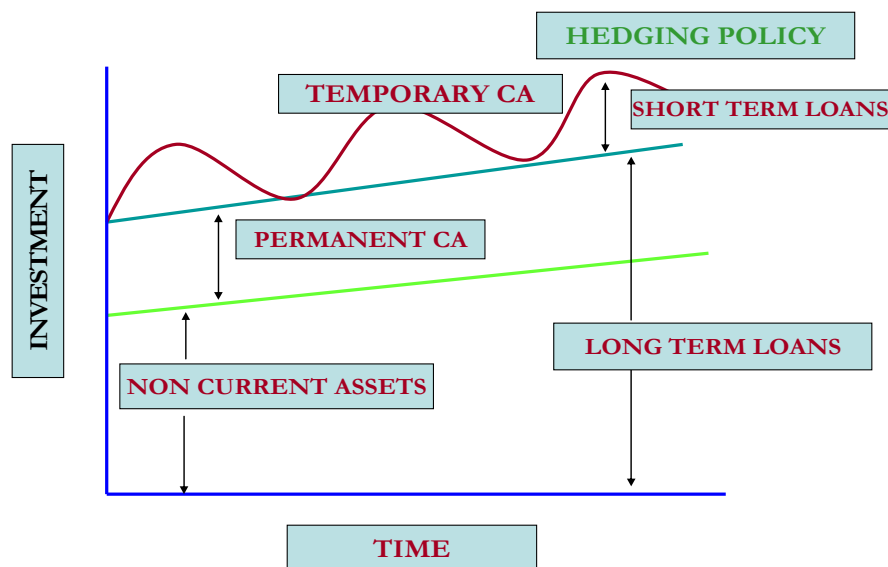 HEDGING POLICY
TEMPORARY CA
SHORT TERM LOANS
INVESTMENT
PERMANENT CA
LONG TERM LOANS
NON CURRENT ASSETS
TIME